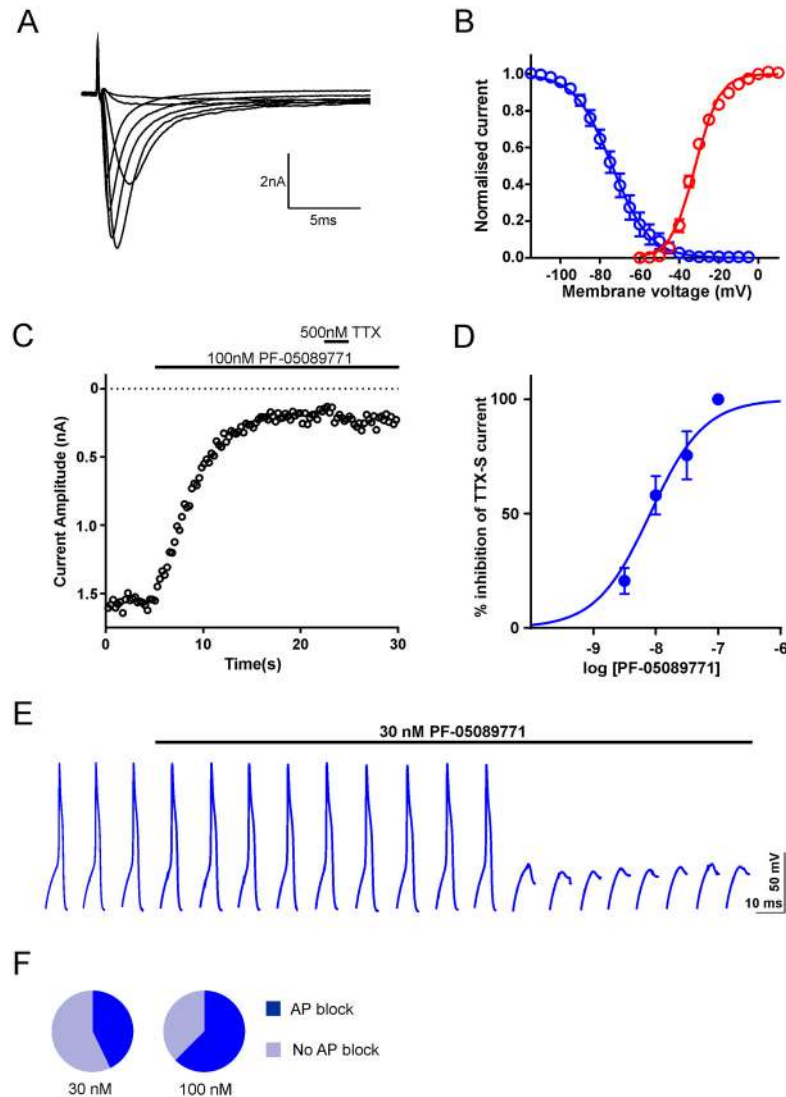 A
2nA
5ms
B
Normalised current
1.0
0.8
0.6
0.4
0.2
0.0
-100 -80 -60 -40 -20 0
Membrane voltage (mV)
C
500nM TTX
100nM PF-05089771
Current Amplitude (nA)
0
0.5
1.0
1.5
0 10 20 30
Time(s)
D
% inhibition of TTX-S current
100
50
0
-9 -8 -7 -6
log [PF-05089771]
E
30 nM PF-05089771
50 mV
10 ms
F
AP block
No AP block
30 nM 100 nM